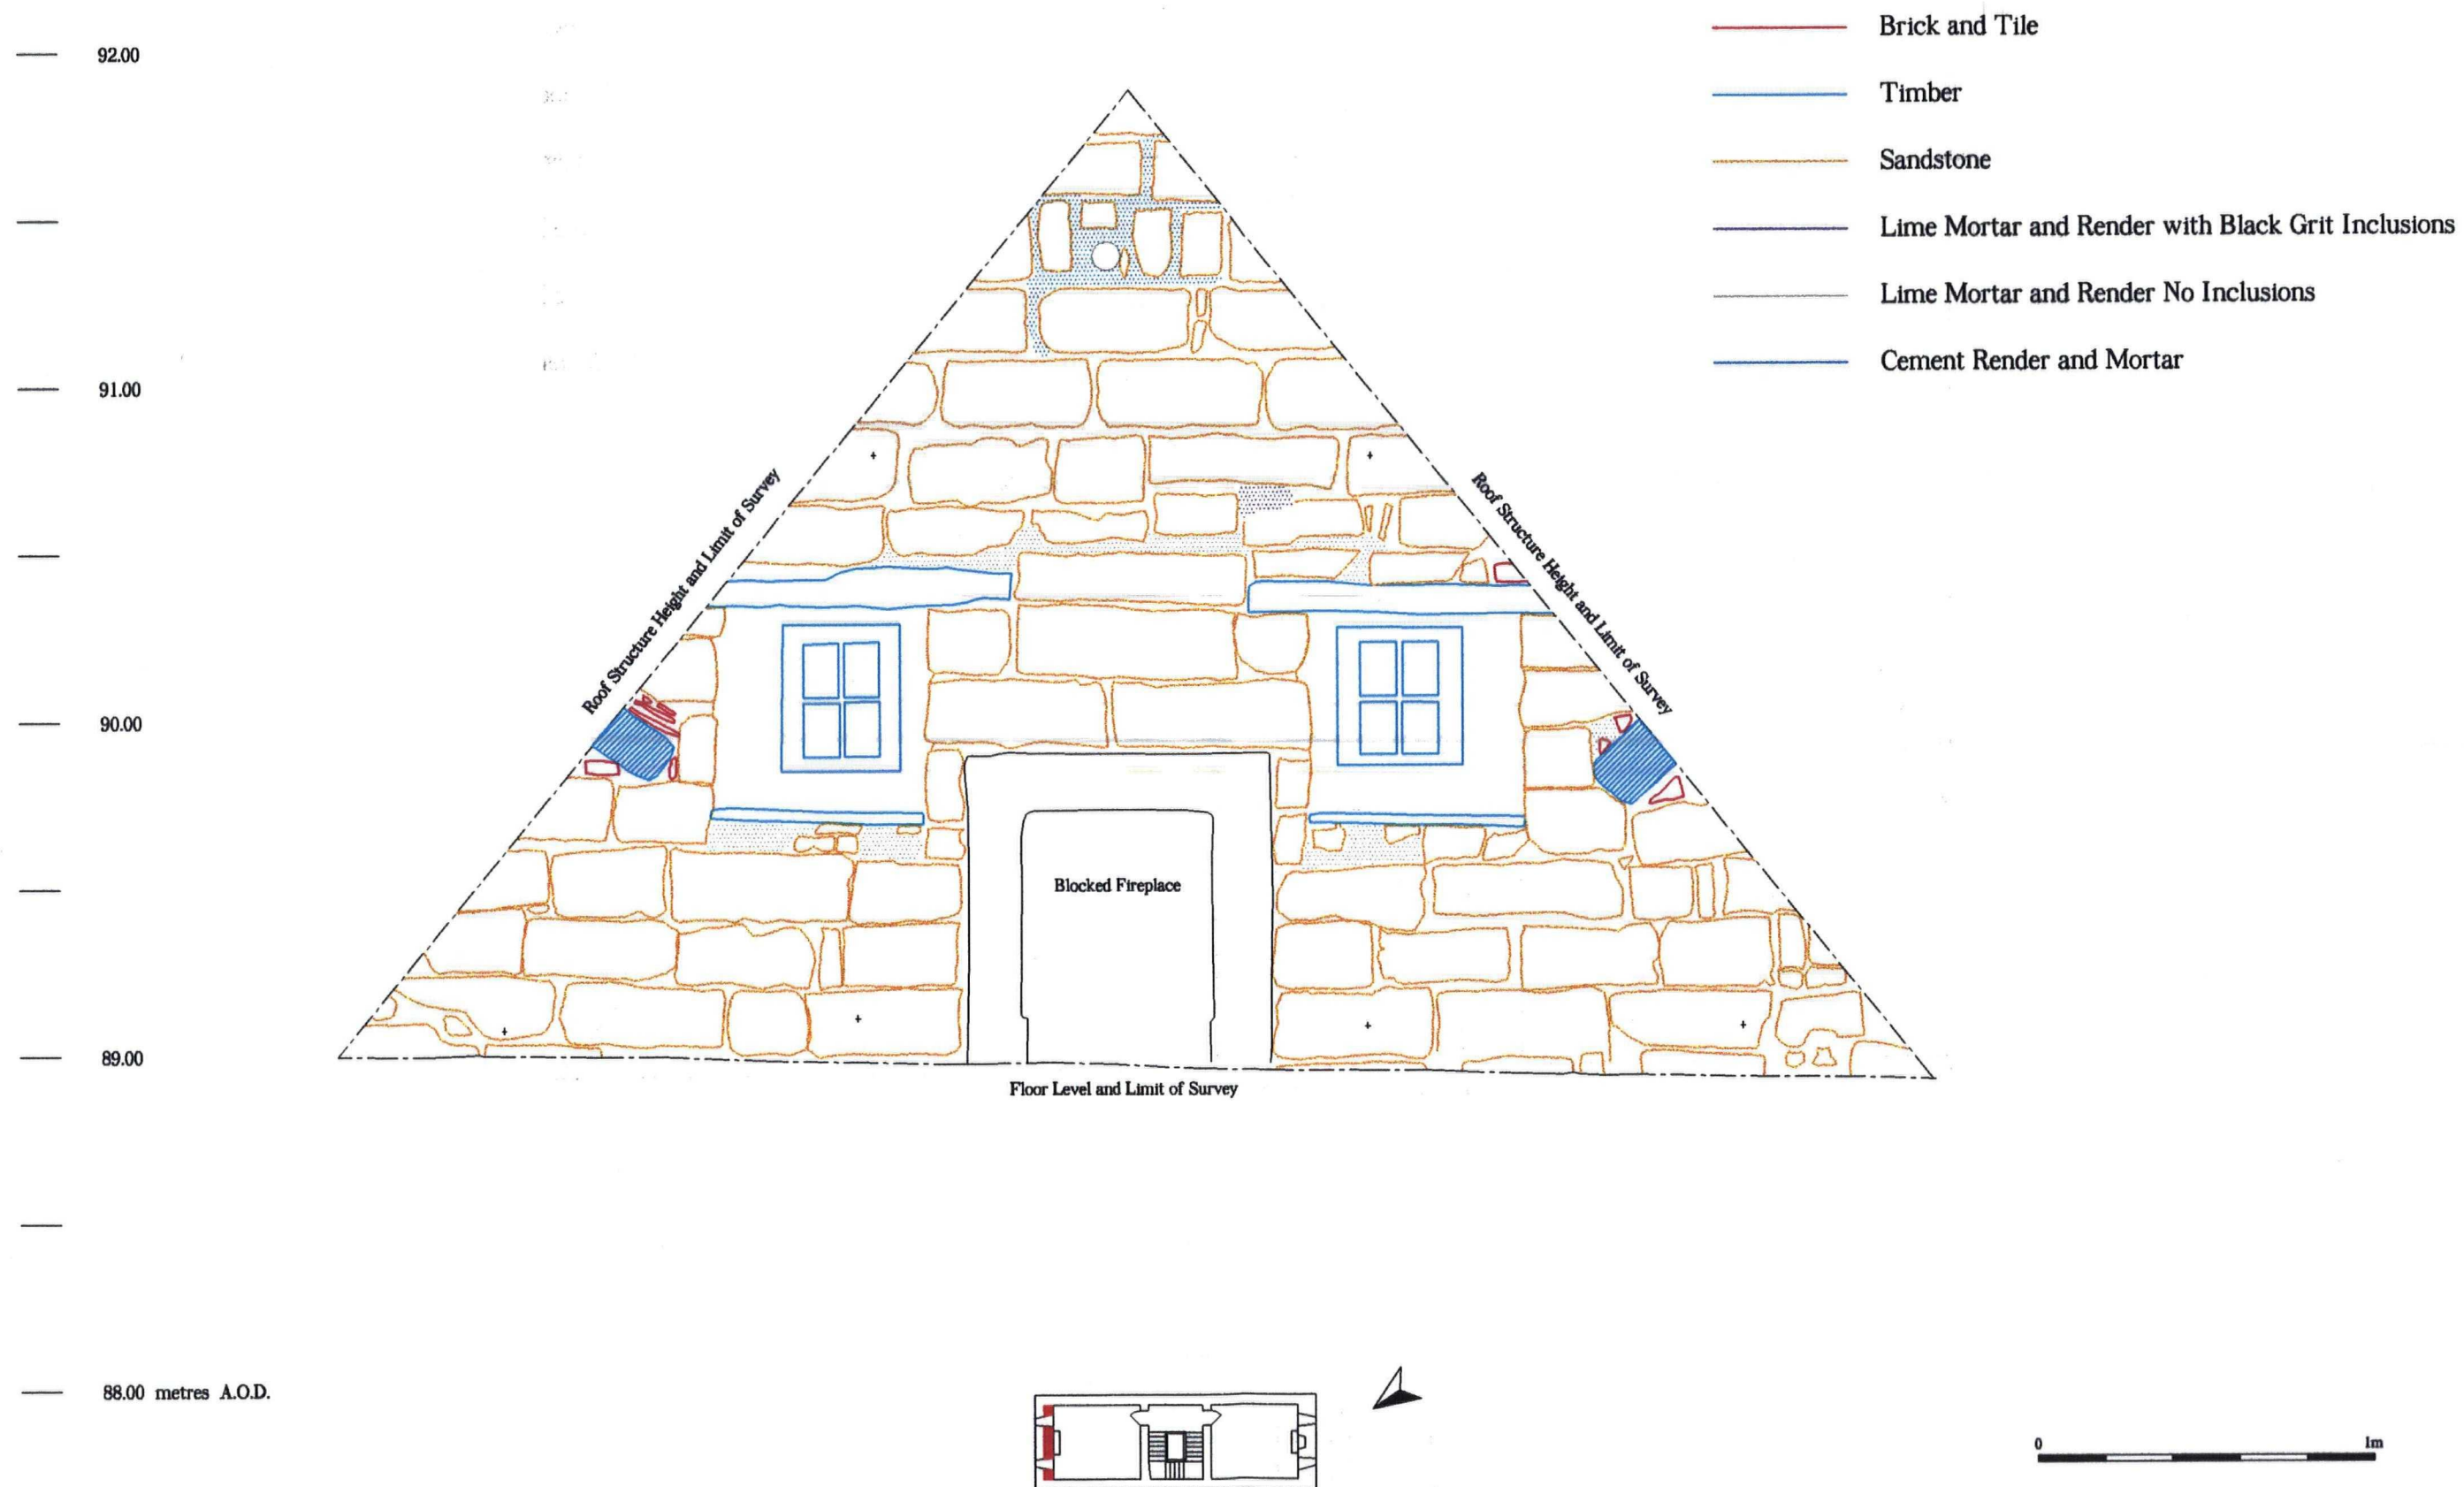 92.00
Brick and Tile
Timber
Sandstone
Lime Mortar and Render with Black Grit Inclusions
Lime Mortar and Render No Inclusions
Cement Render and Mortar
91.00
Roof Structure Height and Limit of Survey
Roof Structure Height and Limit of Survey
90.00
Blocked Fireplace
89.00
Floor Level and Limit of Survey
88.00 metres A.O.D.
0 1m